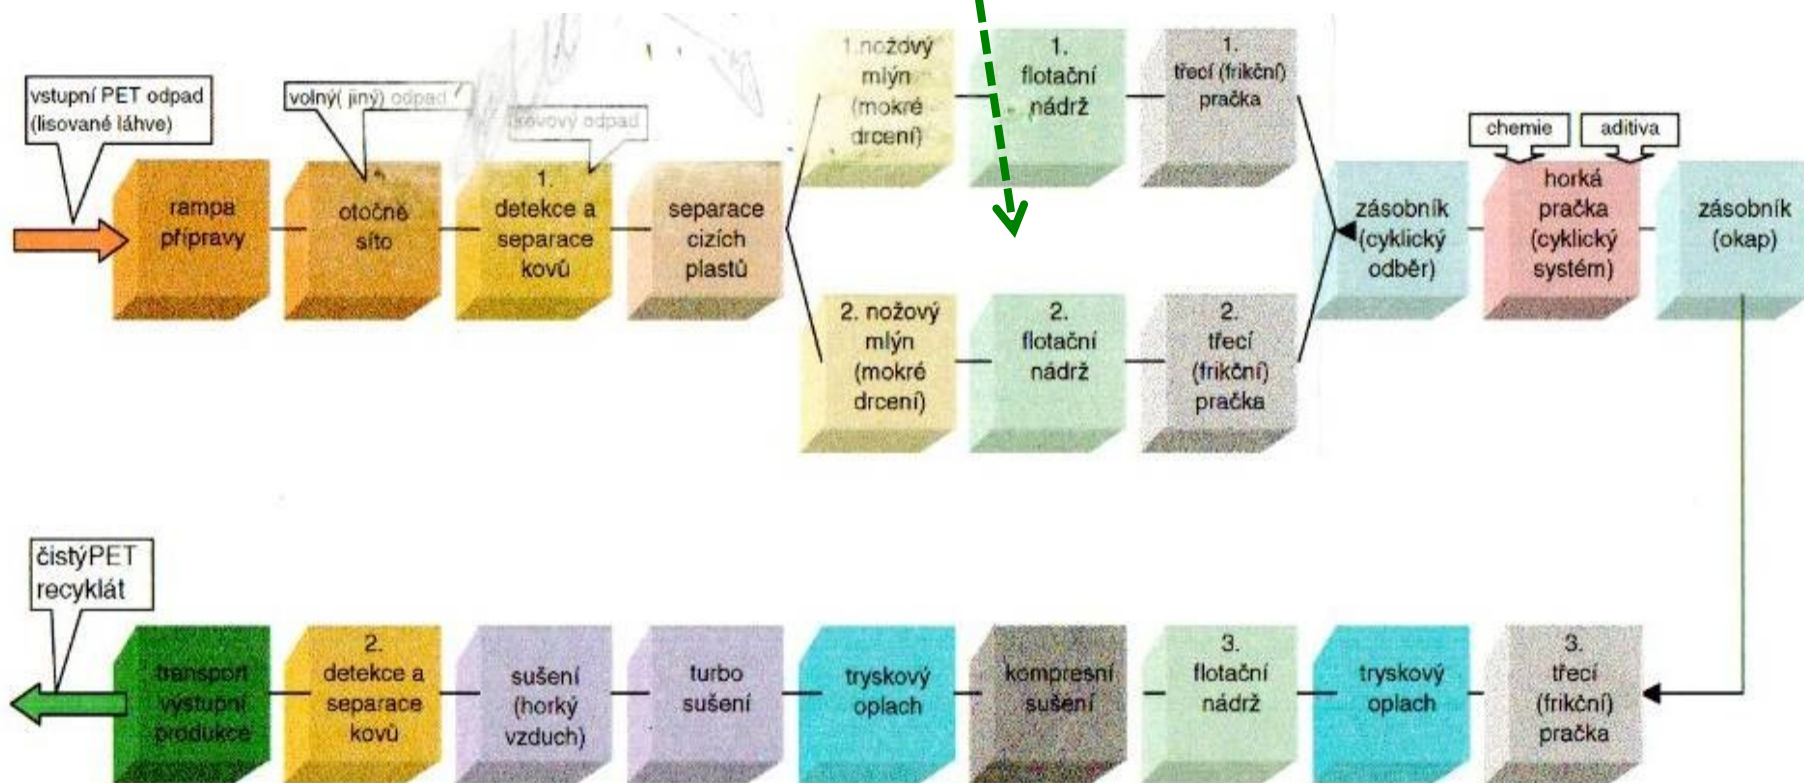 vstupní PET odpad
(lisované láhve)
rampa
přípravy
volný( jiný) odpad
otočné
síto
kovový odpad
1.
detekce a
separace
kovů
separace
cizích
plastů
1.nožový
mlýn
(mokré
drcení)
1.
flotační
nádrž
1.
třecí (frikční)
pračka
2. nožový
mlýn
(mokré
drcení)
2.
flotační
nádrž
2.
třecí
(frikční)
pračka
zásobník
(cyklický
odběr)
chemie
aditiva
horká
pračka
(cyklický
systém)
zásobník
(okap)
3.
třecí
(frikční)
pračka
tryskový
oplach
3.
flotační
nádrž
kompresní
sušení
tryskový
oplach
turbo
sušení
sušení
(horký
vzduch)
2.
detekce a
separace
kovů
transport
výstupní
produkce
čistýPET
recyklát